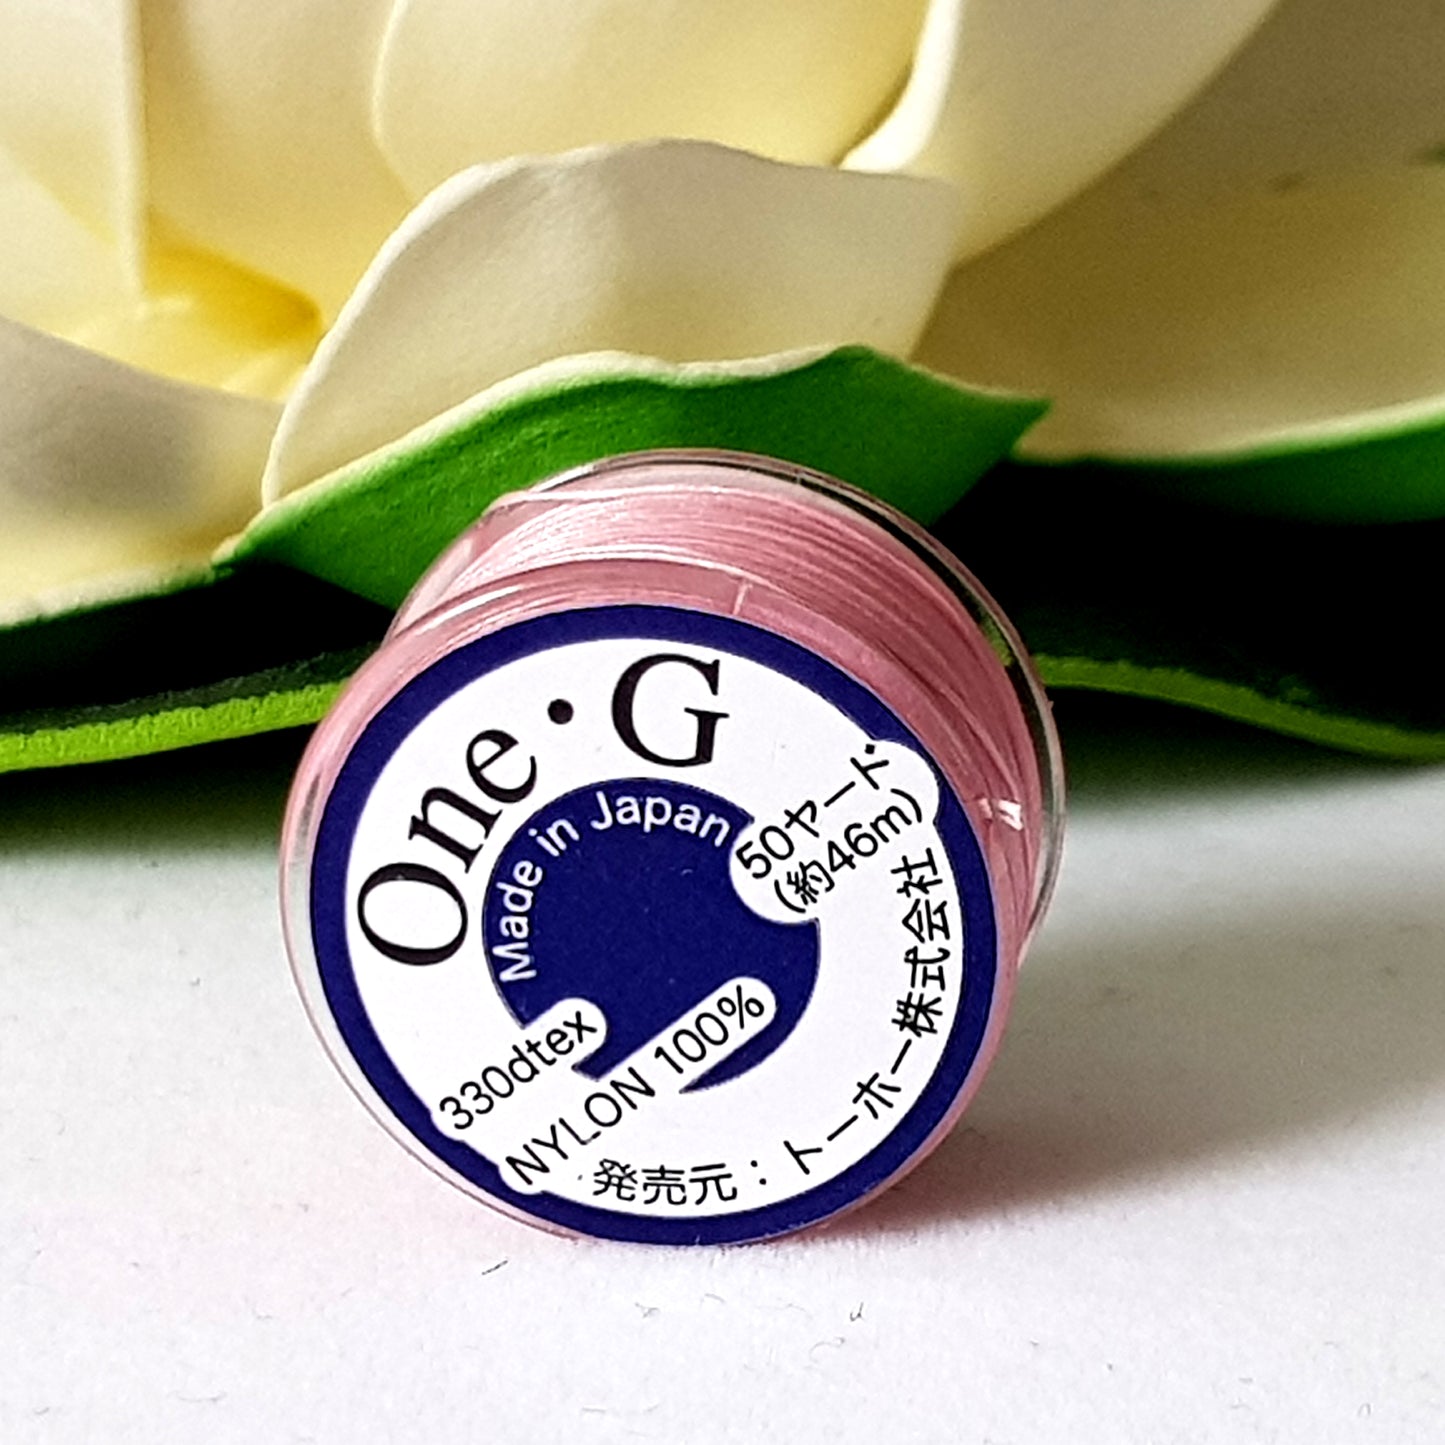 One・G
Made in Japan
50ヤード
(約46m)
330dtex
NYLON 100%
発売元：トーホー株式会社